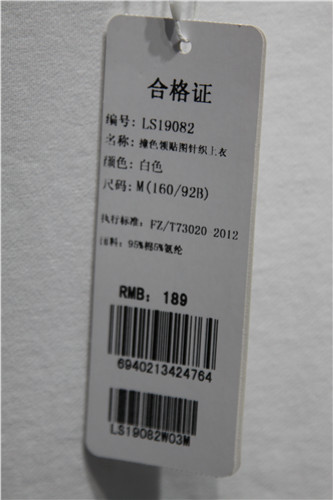 合格证
编号: LS19082
名称: 撞色领贴图针织上衣
颜色: 白色
尺码: M(160/92B)
执行标准: FZ/T73020 2012
面料: 95%棉5%氨纶
RMB: 189
6940213424764
LS19082W03M